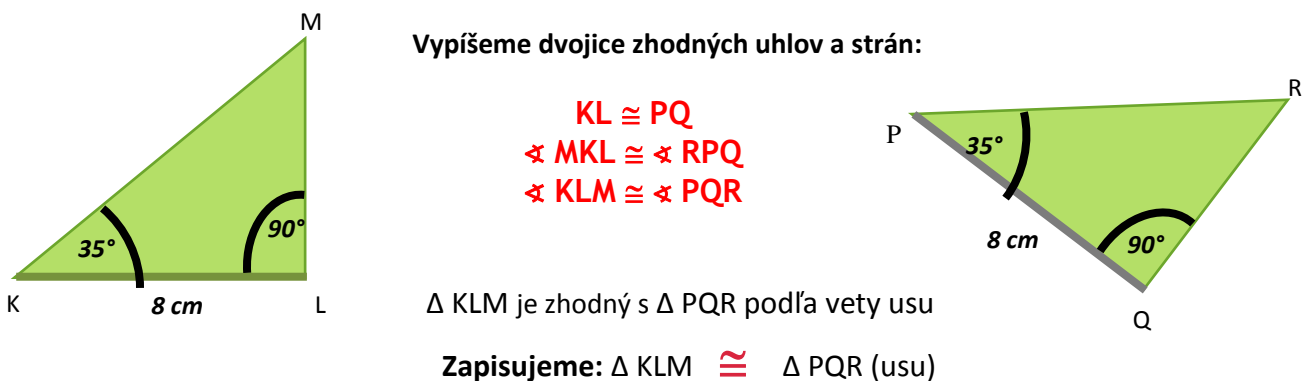 M
Vypíšeme dvojice zhodných uhlov a strán:
KL ≅ PQ
∢ MKL ≅ ∢ RPQ
∢ KLM ≅ ∢ PQR
35°
90°
K
8 cm
L
P
R
35°
8 cm
90°
Q
Δ KLM je zhodný s Δ PQR podľa vety usu
Zapisujeme: Δ KLM ≅ Δ PQR (usu)